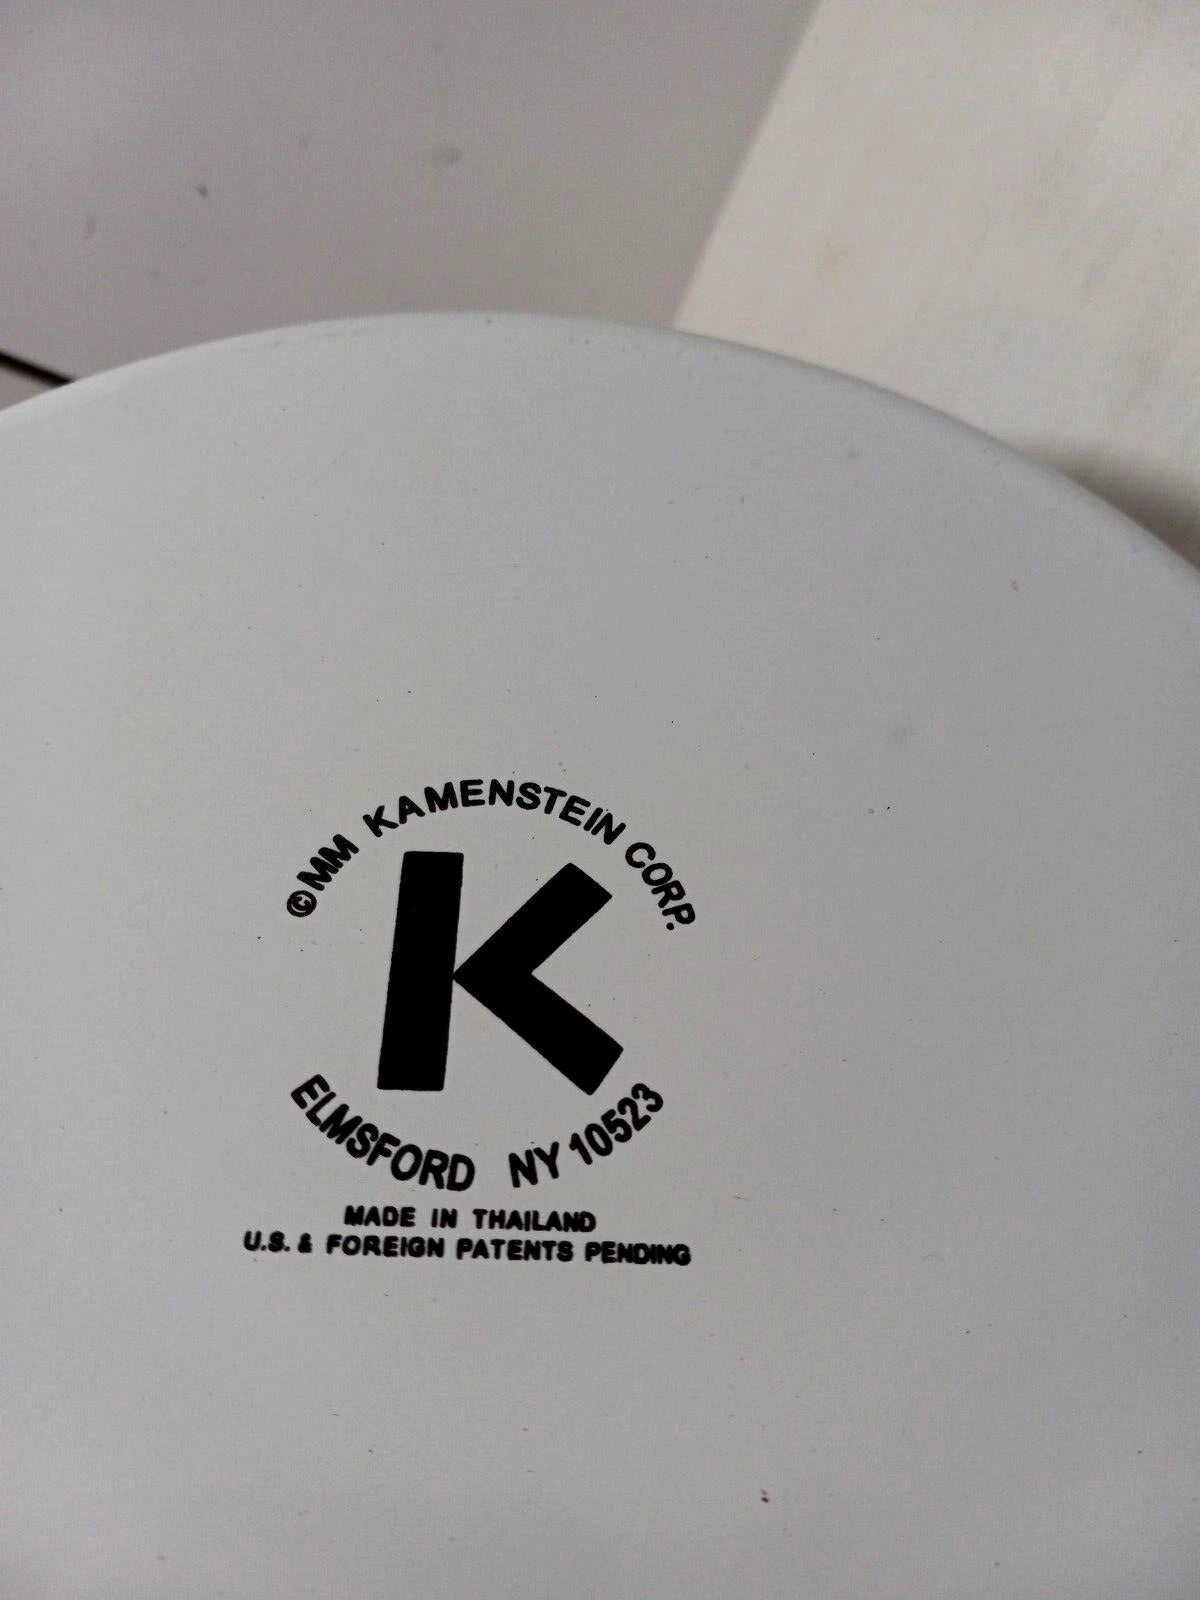 ©MM KAMENSTEIN CORP.
K
ELMSFORD NY 10523
MADE IN THAILAND
U.S. & FOREIGN PATENTS PENDING